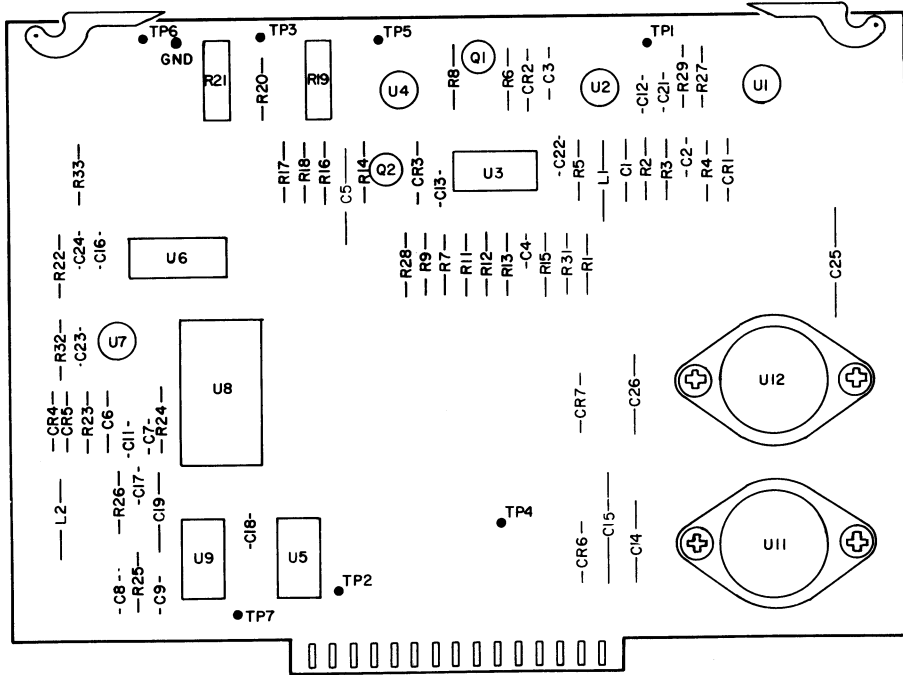 TP6
GND
TP3
TP5
TP1
R21
R20
R19
U4
R8
Q1
R6
CR2
C3
U2
C12
C21
R29
R27
U1
R33
R17
R18
R16
C5
R14
Q2
CR3
C13
U3
C22
R5
L1
C1
R2
R3
C2
R4
CR1
R22
C24
C16
U6
R28
R9
R7
R11
R12
R13
C4
R15
R31
R1
C25
R32
C23
U7
U8
CR7
C26
U12
CR4
CR5
R23
C6
C11
C7
R24
L2
R26
C17
C19
U9
C18
U5
TP4
CR6
C15
C14
U11
C8
R25
C9
TP2
TP7